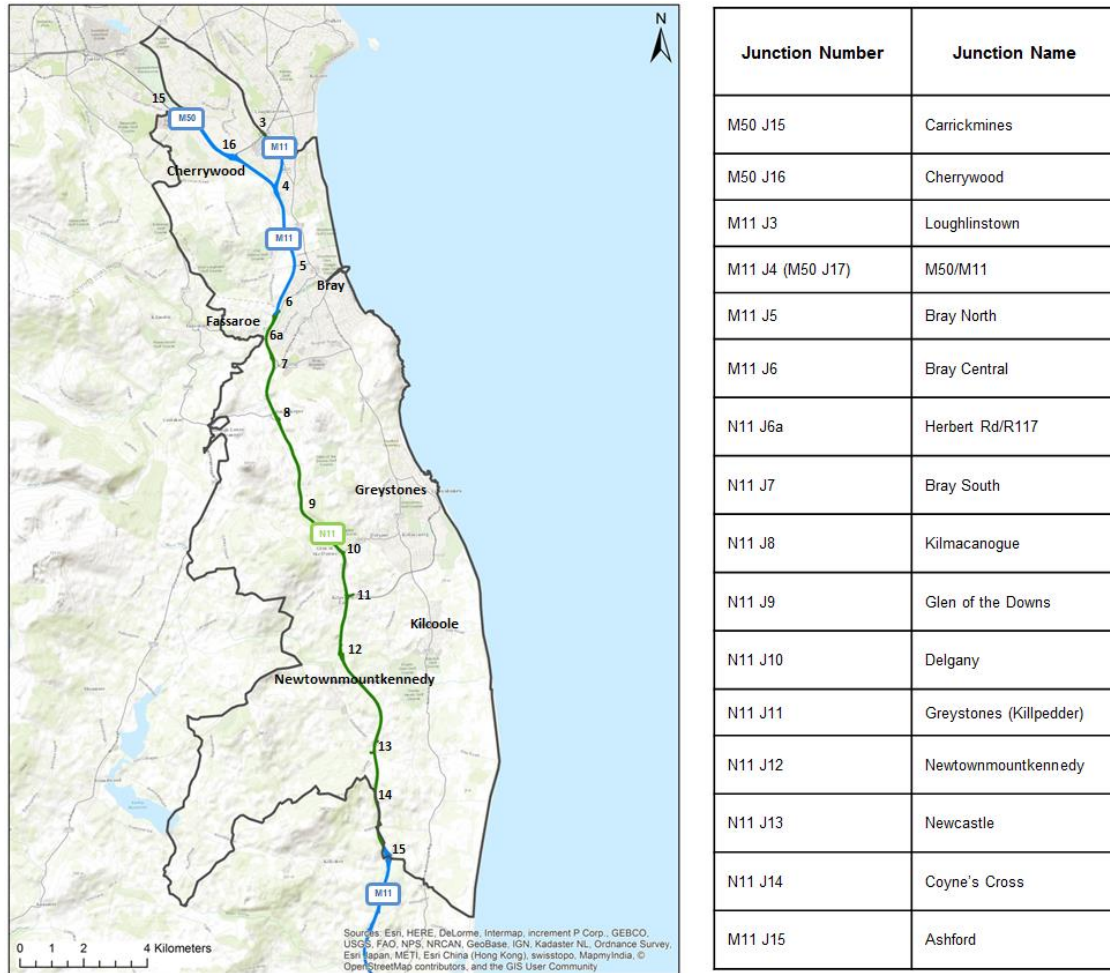 N
15
M50
3
16
M11
Cherrywood
4
M11
5
Bray
6
Fassaroe
6a
7
8
Greystones
9
N11
10
11
Kilcoole
12
Newtownmountkennedy
13
14
15
M11
0 1 2 4 Kilometers
Sources: Esri, HERE, DeLorme, Intermap, increment P Corp., GEBCO,
USGS, FAO, NPS, NRCAN, GeoBase, IGN, Kadaster NL, Ordnance Survey,
Esri Japan, METI, Esri China (Hong Kong), swisstopo, MapmyIndia, ©
OpenStreetMap contributors, and the GIS User Community
Junction Number Junction Name
M50 J15 Carrickmines
M50 J16 Cherrywood
M11 J3 Loughlinstown
M11 J4 (M50 J17) M50/M11
M11 J5 Bray North
M11 J6 Bray Central
N11 J6a Herbert Rd/R117
N11 J7 Bray South
N11 J8 Kilmacanogue
N11 J9 Glen of the Downs
N11 J10 Delgany
N11 J11 Greystones (Killpedder)
N11 J12 Newtownmountkennedy
N11 J13 Newcastle
N11 J14 Coyne's Cross
M11 J15 Ashford